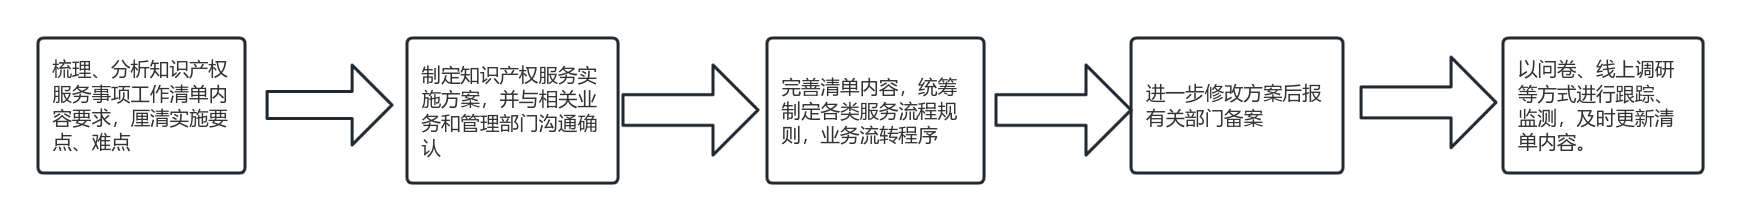 梳理、分析知识产权
服务事项工作清单内
容要求，厘清实施要
点、难点
制定知识产权服务实
施方案，并与相关业
务和管理部门沟通确
认
完善清单内容，统筹
制定各类服务流程规
则，业务流转程序
进一步修改方案后报
有关部门备案
以问卷、线上调研
等方式进行跟踪、
监测，及时更新清
单内容。